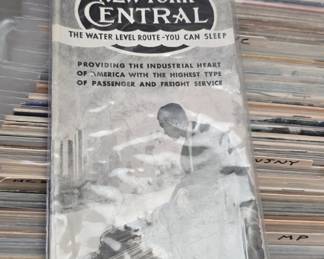 NEW YORK
CENTRAL
THE WATER LEVEL ROUTE - YOU CAN SLEEP
PROVIDING THE INDUSTRIAL HEART
OF AMERICA WITH THE HIGHEST TYPE
OF PASSENGER AND FREIGHT SERVICE
MP